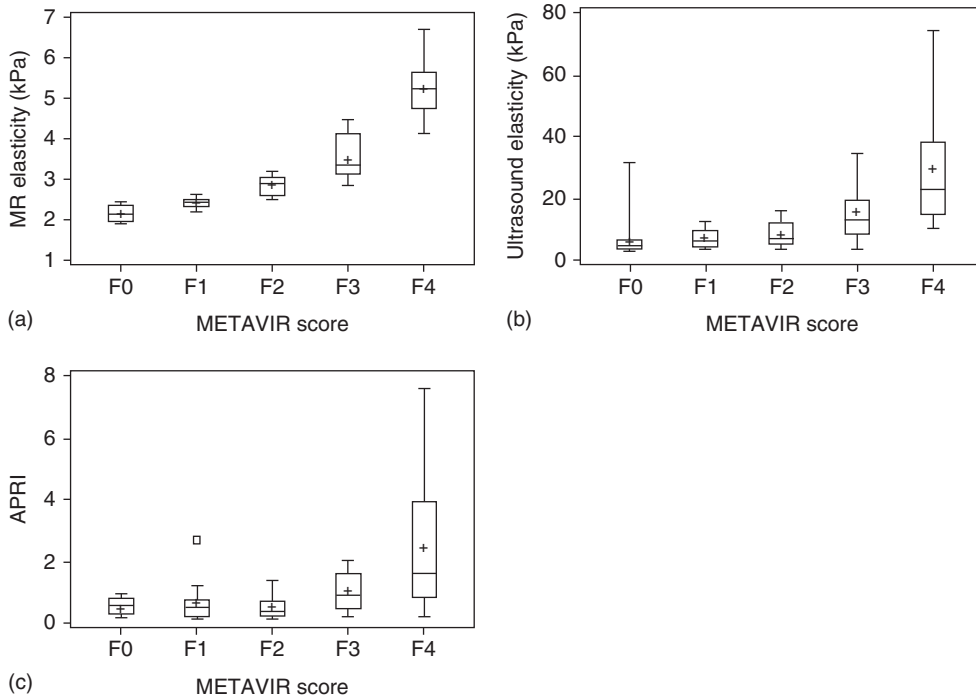 MR elasticity (kPa)
7
6
5
4
3
2
1
F0 F1 F2 F3 F4
(a)
METAVIR score
Ultrasound elasticity (kPa)
80
60
40
20
0
F0 F1 F2 F3 F4
(b)
METAVIR score
APRI
8
6
4
2
0
F0 F1 F2 F3 F4
(c)
METAVIR score